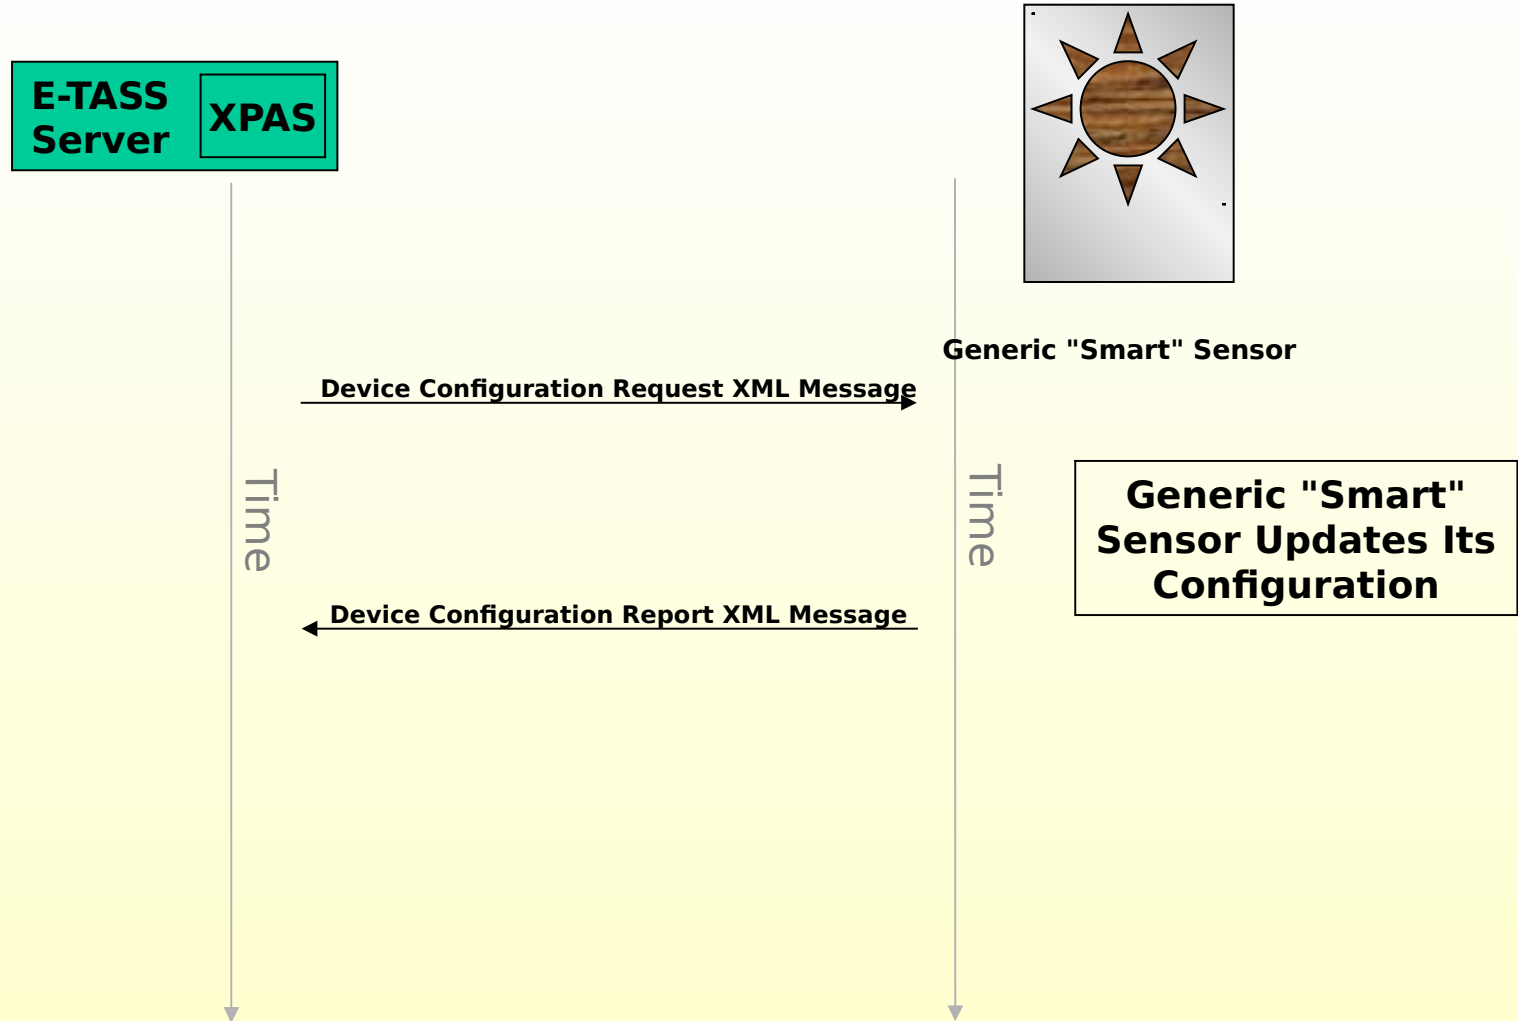 E-TASS
Server
XPAS
Generic "Smart" Sensor
Device Configuration Request XML Message
Time
Time
Generic "Smart"
Sensor Updates Its
Configuration
Device Configuration Report XML Message